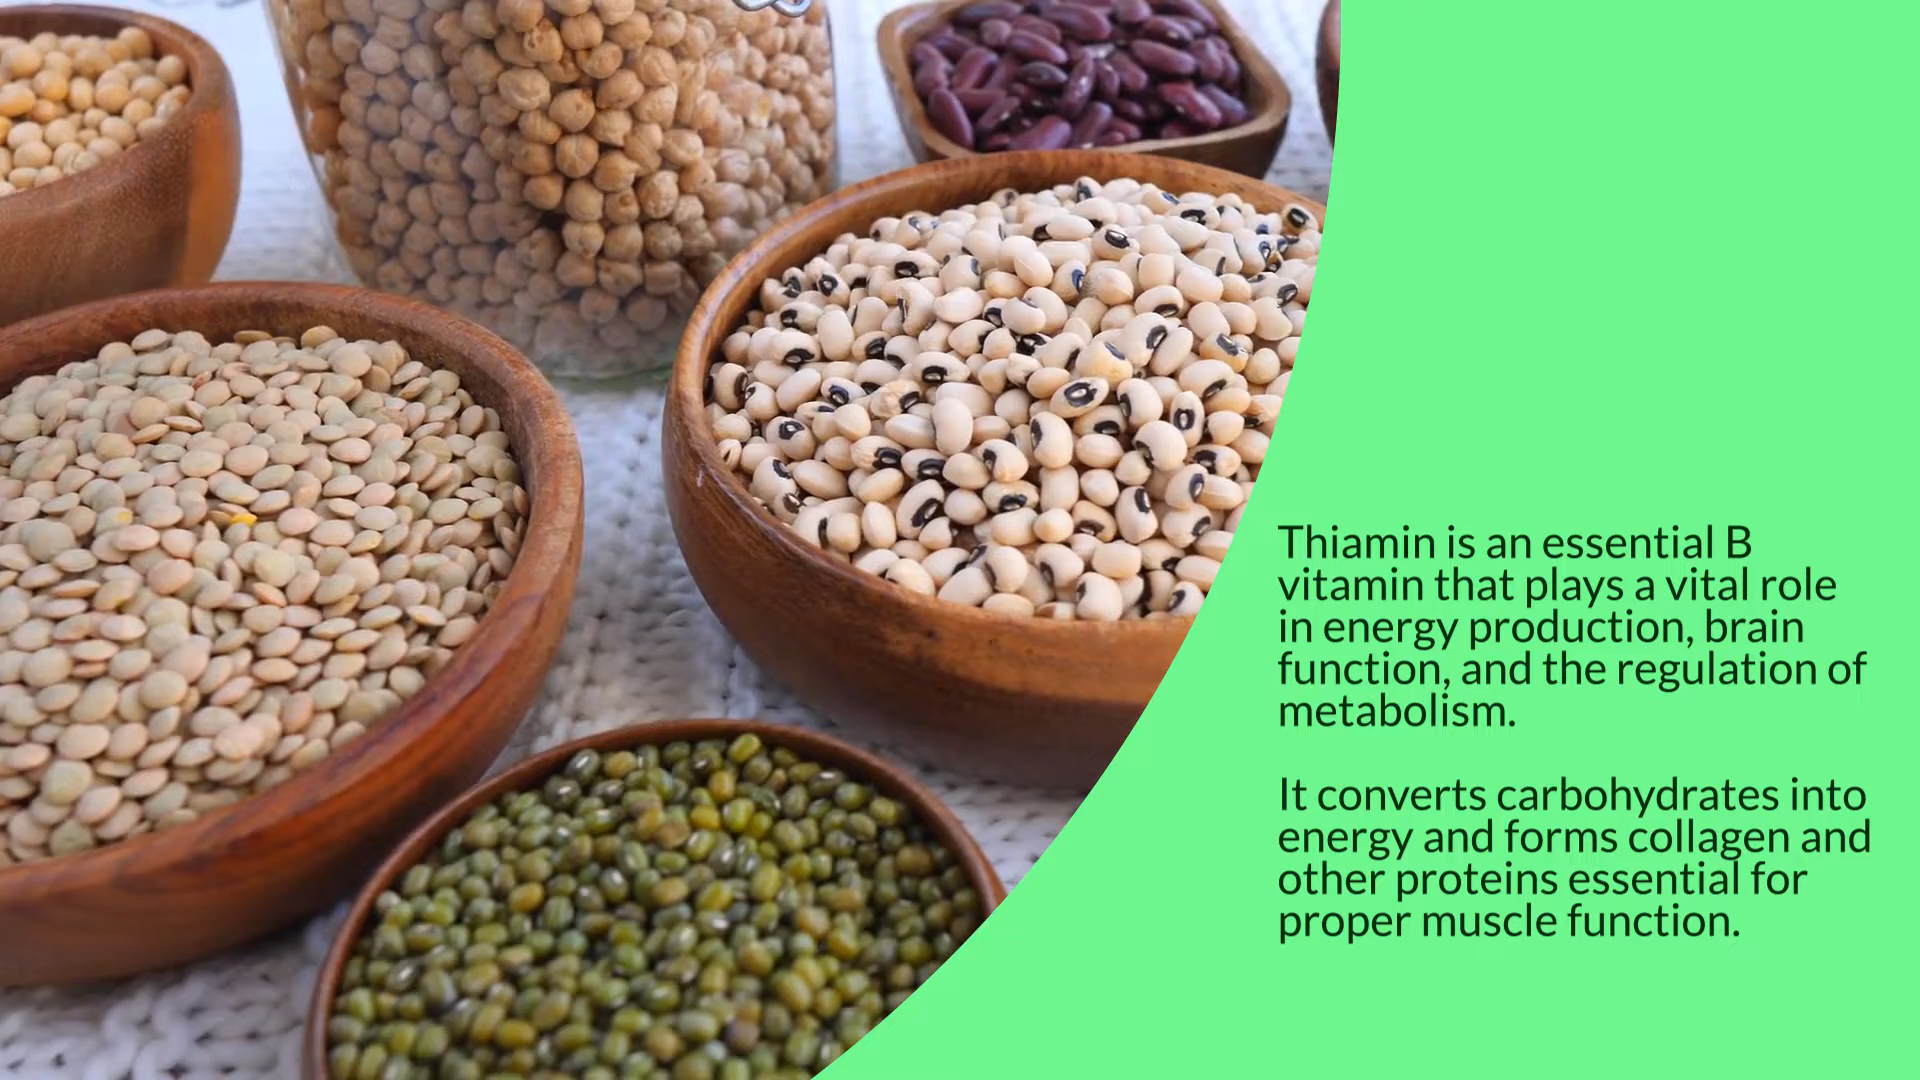 Thiamin is an essential B
vitamin that plays a vital role
in energy production, brain
function, and the regulation of
metabolism.
It converts carbohydrates into
energy and forms collagen and
other proteins essential for
proper muscle function.